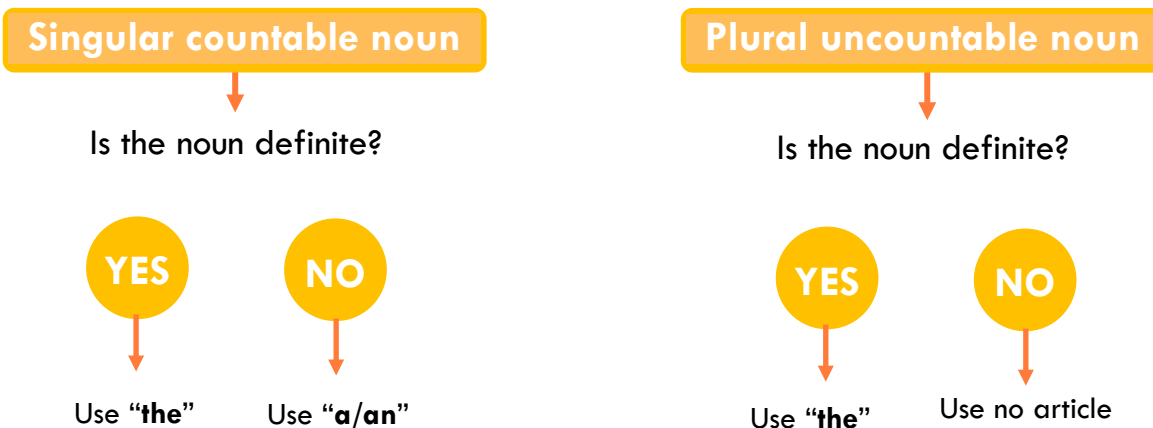 Singular countable noun
Is the noun definite?
YES
NO
Use “the”
Use “a/an”
Plural uncountable noun
Is the noun definite?
YES
NO
Use “the”
Use no article